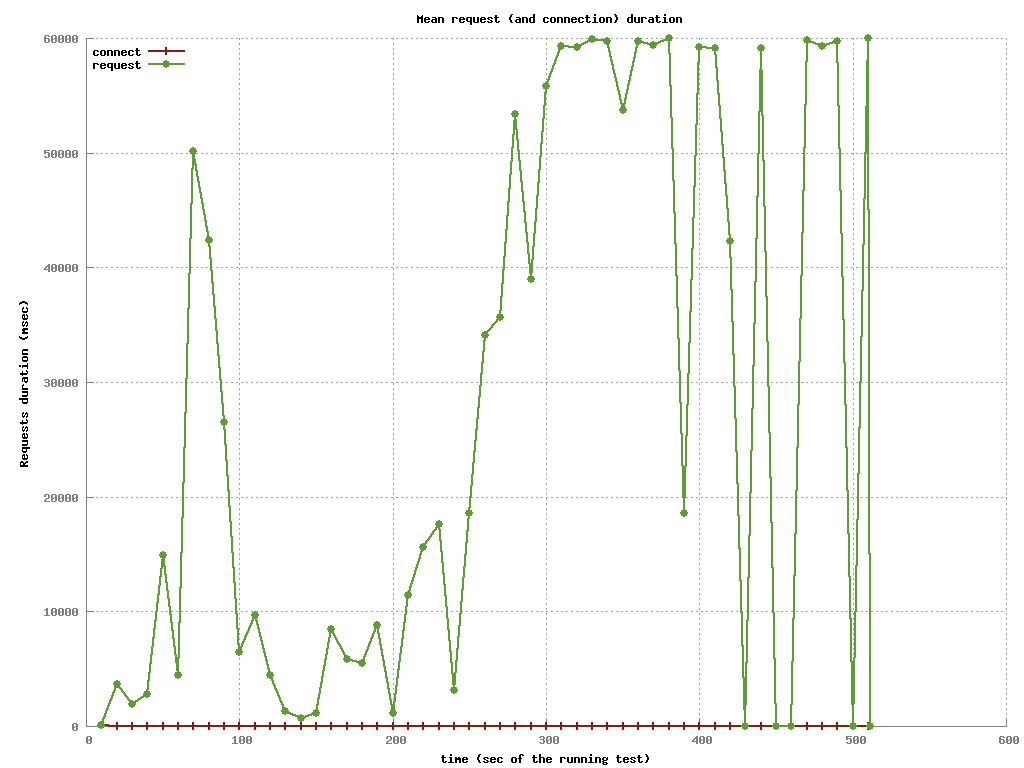 Mean request (and connection) duration
60000
connect
request
50000
40000
30000
20000
10000
0
Requests duration (msec)
0 100 200 300 400 500 600
time (sec of the running test)